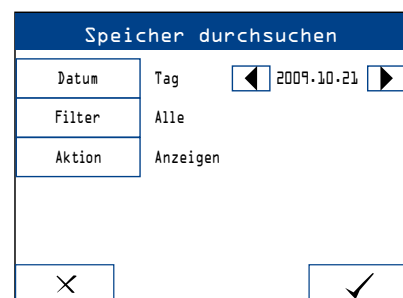 Speicher durchsuchen
Datum Tag 2009.10.21
Filter Alle
Aktion Anzeigen